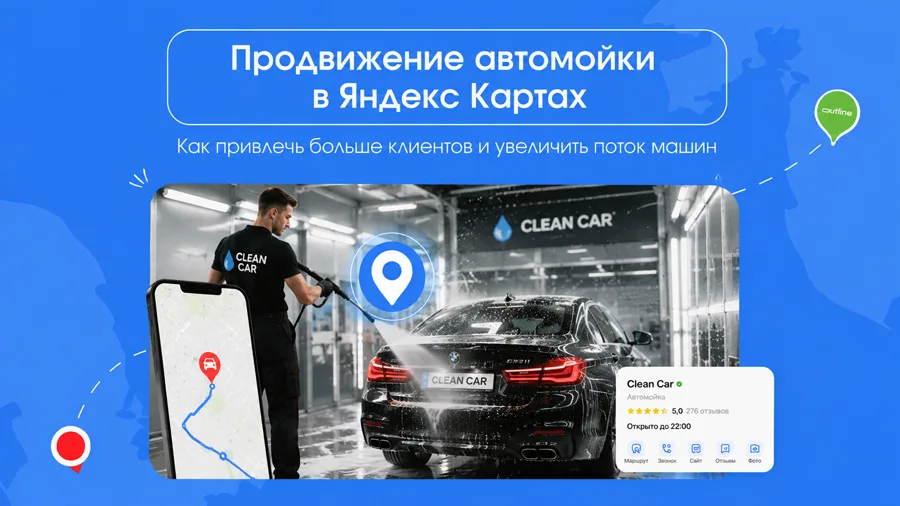 Продвижение автомойки
в Яндекс Картах
Как привлечь больше клиентов и увеличить поток машин
outline
CLEAN CAR
CLEAN
CAR
CLEAN CAR
Clean Car
Автомойка
5,0 276 отзывов
Открыто до 22:00
Маршрут Звонок Сайт Отзывы Фото